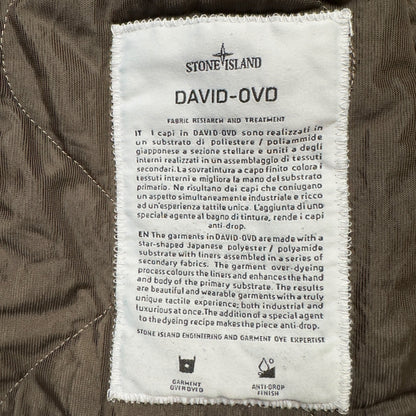 STONE ISLAND
DAVID-OVD
FABRIC RESEARCH AND TREATMENT
IT I capi in DAVID-OVD sono realizzati in
un substrato di poliestere / poliammide
giapponese a sezione stellare e uniti a degli
interni realizzati in un assemblaggio di tessuti
secondari. La sovratintura a capo finito colora i
tessuti interni e migliora la mano del substrato
primario. Ne risultano dei capi che coniugano
un aspetto simultaneamente industriale e ricco
ad un'esperienza tattile unica. L'aggiunta di uno
speciale agente al bagno di tintura, rende i capi
anti-drop.
EN The garments in DAVID-OVD are made with a
star-shaped Japanese polyester / polyamide
substrate with liners assembled in a series of
secondary fabrics. The garment over-dyeing
process colours the liners and enhances the hand
and body of the primary substrate. The results
are beautiful and wearable garments with a truly
unique tactile experience; both industrial and
luxurious at once. The addition of a special agent
to the dyeing recipe makes the piece anti-drop.
STONE ISLAND ENGINEERING AND GARMENT DYE EXPERTISE
GARMENT
OVERDYED
ANTI-DROP
FINISH